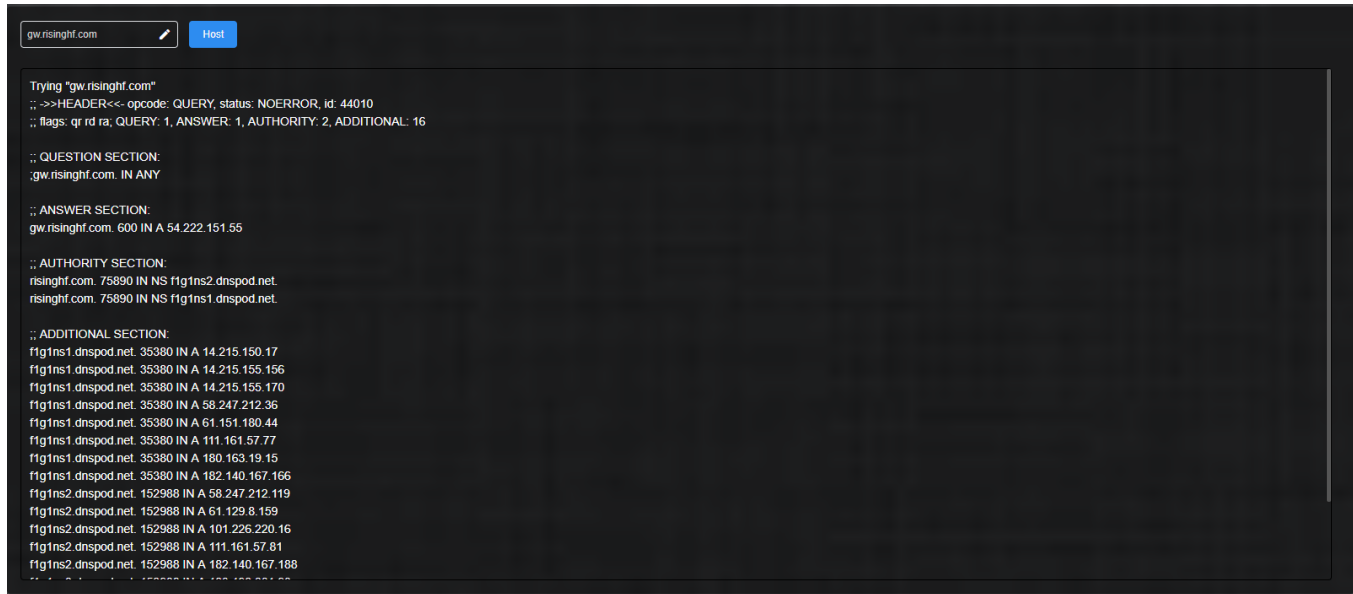 gw.risinghf.com
Host
Trying "gw.risinghf.com"
;; ->>HEADER<<- opcode: QUERY, status: NOERROR, id: 44010
;; flags: qr rd ra; QUERY: 1, ANSWER: 1, AUTHORITY: 2, ADDITIONAL: 16
;; QUESTION SECTION:
;gw.risinghf.com. IN ANY
;; ANSWER SECTION:
gw.risinghf.com. 600 IN A 54.222.151.55
;; AUTHORITY SECTION:
risinghf.com. 75890 IN NS f1g1ns2.dnspod.net.
risinghf.com. 75890 IN NS f1g1ns1.dnspod.net.
;; ADDITIONAL SECTION:
f1g1ns1.dnspod.net. 35380 IN A 14.215.150.17
f1g1ns1.dnspod.net. 35380 IN A 14.215.155.156
f1g1ns1.dnspod.net. 35380 IN A 14.215.155.170
f1g1ns1.dnspod.net. 35380 IN A 58.247.212.36
f1g1ns1.dnspod.net. 35380 IN A 61.151.180.44
f1g1ns1.dnspod.net. 35380 IN A 111.161.57.77
f1g1ns1.dnspod.net. 35380 IN A 180.163.19.15
f1g1ns1.dnspod.net. 35380 IN A 182.140.167.166
f1g1ns2.dnspod.net. 152988 IN A 58.247.212.119
f1g1ns2.dnspod.net. 152988 IN A 61.129.8.159
f1g1ns2.dnspod.net. 152988 IN A 101.226.220.16
f1g1ns2.dnspod.net. 152988 IN A 111.161.57.81
f1g1ns2.dnspod.net. 152988 IN A 182.140.167.188